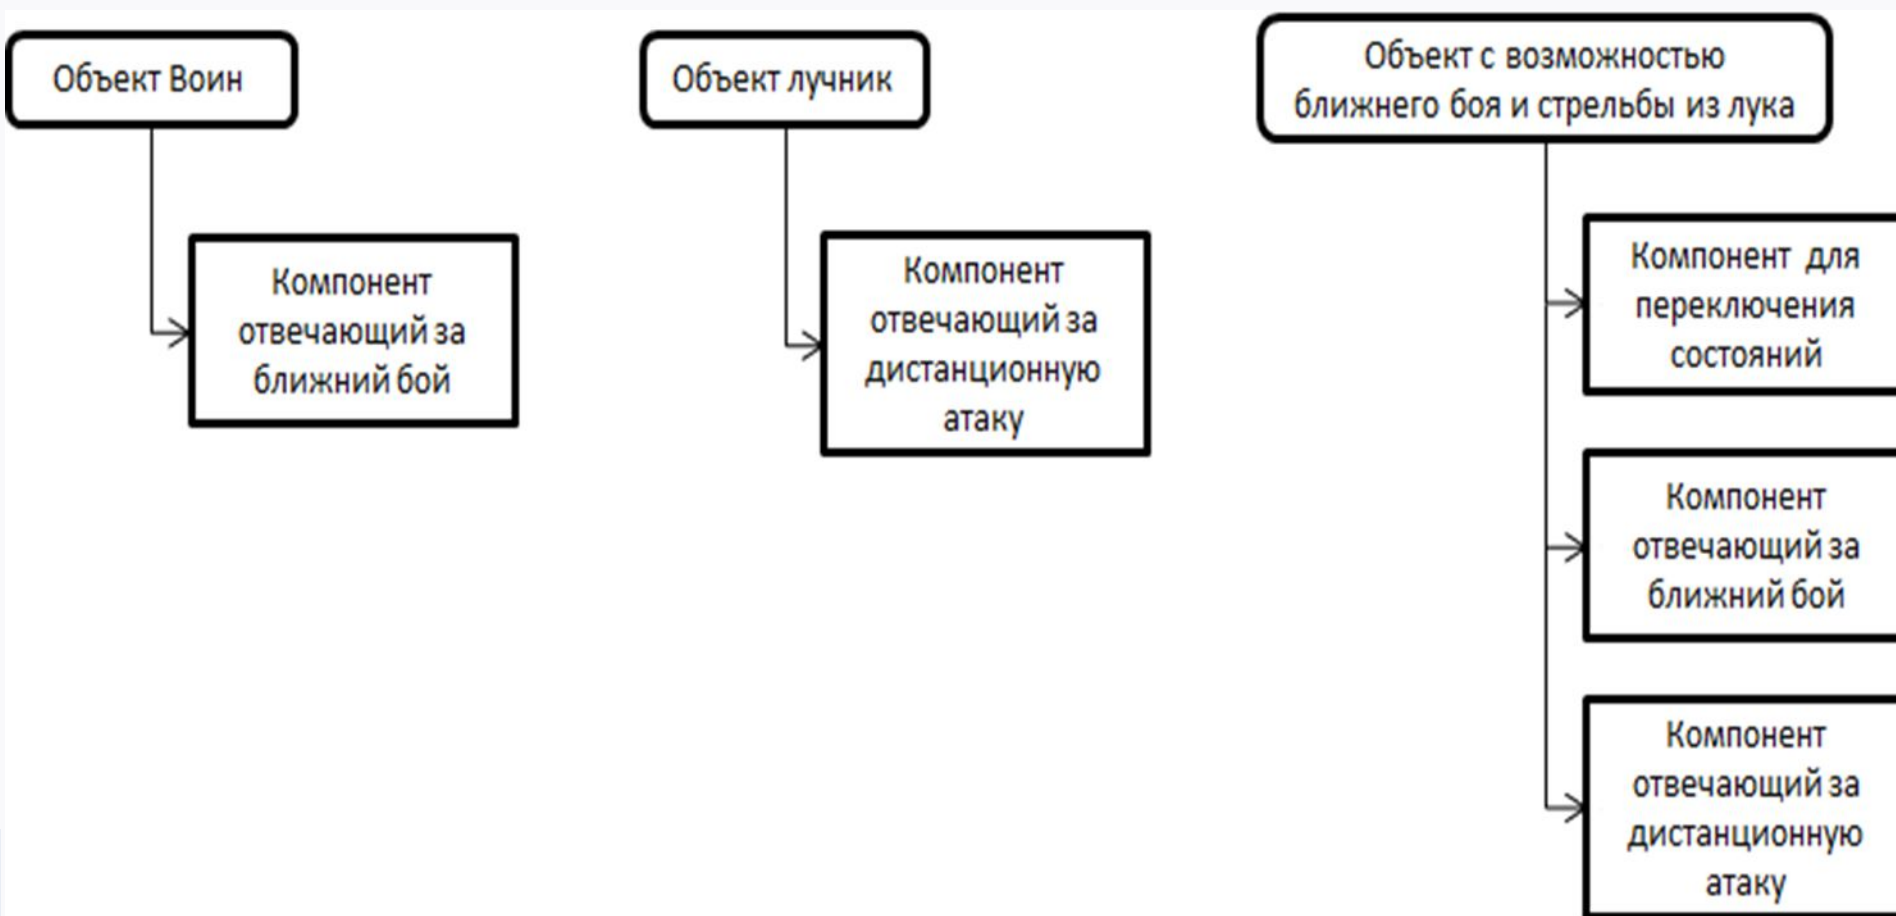 Объект Воин
Компонент
отвечающий за
ближний бой
Объект лучник
Компонент
отвечающий за
дистанционную
атаку
Объект с возможностью
ближнего боя и стрельбы из лука
Компонент для
переключения
состояний
Компонент
отвечающий за
ближний бой
Компонент
отвечающий за
дистанционную
атаку